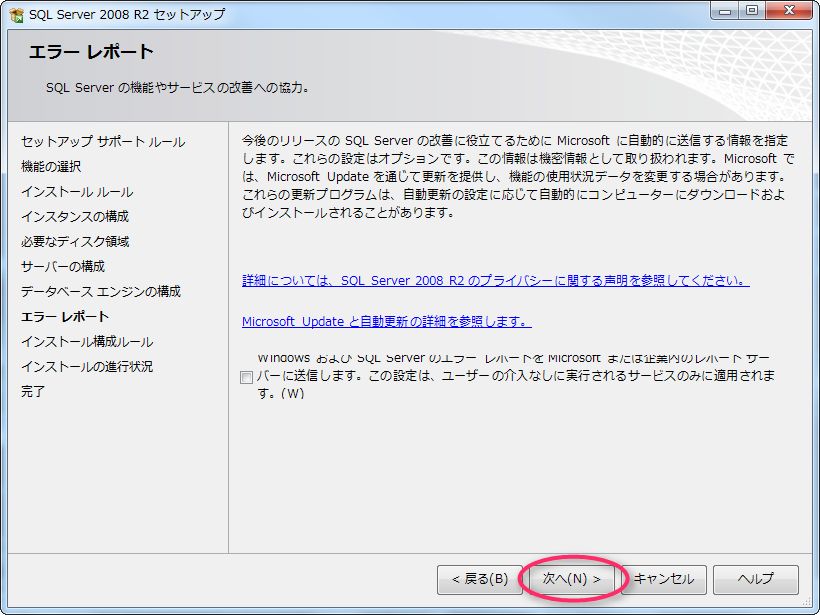 SQL Server 2008 R2 セットアップ
エラー レポート
SQL Server の機能やサービスの改善への協力。
セットアップ サポート ルール
機能の選択
インストール ルール
インスタンスの構成
必要なディスク領域
サーバーの構成
データベース エンジンの構成
エラー レポート
インストール構成ルール
インストールの進行状況
完了
今後のリリースの SQL Server の改善に役立てるために Microsoft に自動的に送信する情報を指定
します。これらの設定はオプションです。この情報は機密情報として取り扱われます。Microsoft で
は、Microsoft Update を通じて更新を提供し、機能の使用状況データを変更する場合があります。
これらの更新プログラムは、自動更新の設定に応じて自動的にコンピューターにダウンロードおよ
びインストールされることがあります。
詳細については、SQL Server 2008 R2 のプライバシーに関する声明を参照してください。
Microsoft Update と自動更新の詳細を参照します。
Windows および SQL Server のエラー レポートを Microsoft または企業内のレポート サー
バーに送信します。この設定は、ユーザーの介入なしに実行されるサービスのみに適用されま
す。(W)
< 戻る(B)
次へ(N) >
キャンセル
ヘルプ